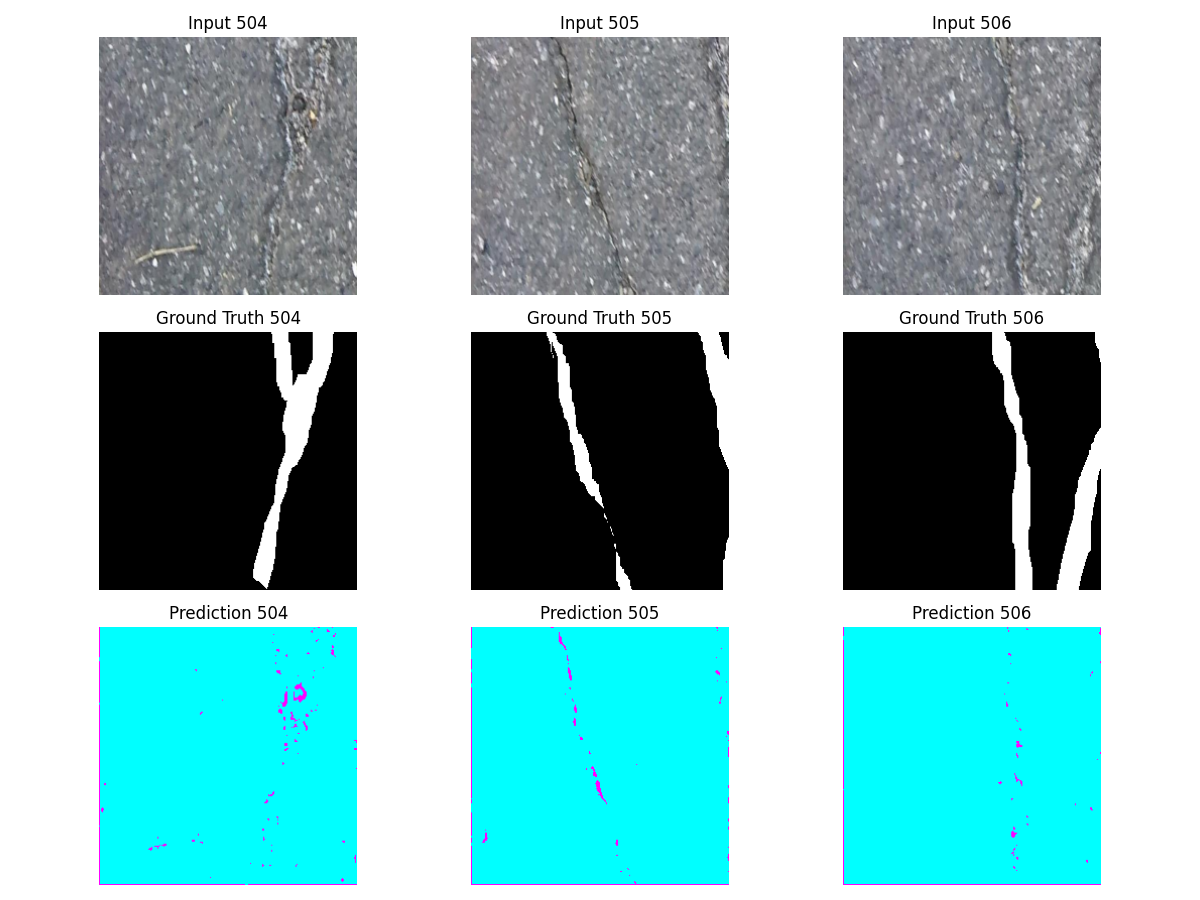 Input 504
Input 505
Input 506
Ground Truth 504
Ground Truth 505
Ground Truth 506
Prediction 504
Prediction 505
Prediction 506